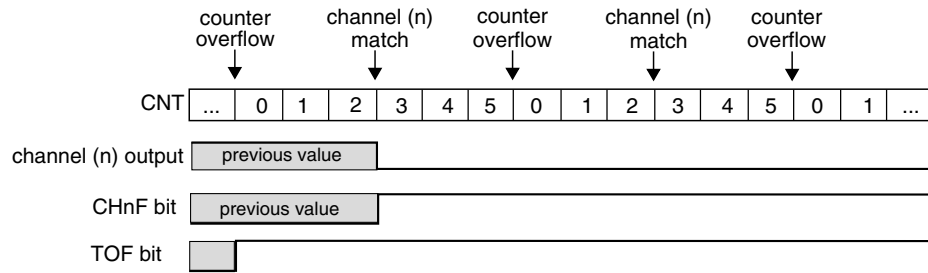 counter overflow
channel (n) match
counter overflow
channel (n) match
counter overflow
CNT ... 0 1 2 3 4 5 0 1 2 3 4 5 0 1 ...
channel (n) output previous value
CHnF bit previous value
TOF bit